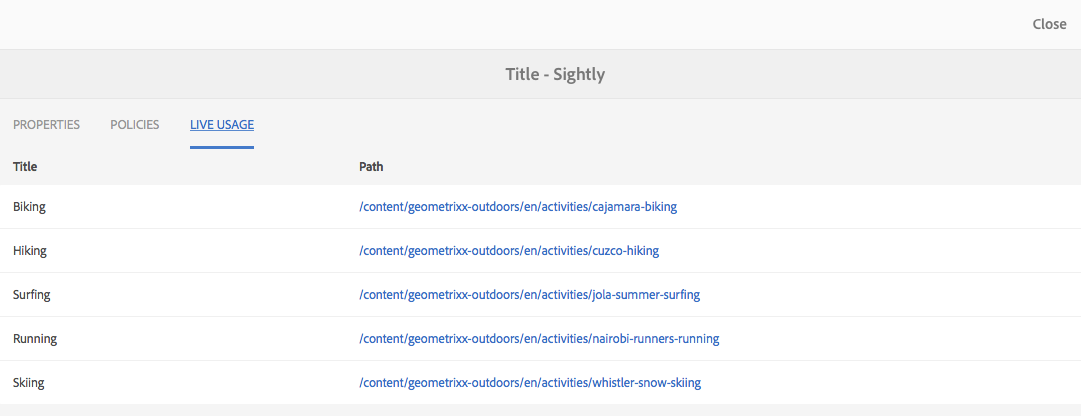 Close
Title - Sightly
PROPERTIES POLICIES LIVE USAGE
Title Path
Biking /content/geometrixx-outdoors/en/activities/cajamara-biking
Hiking /content/geometrixx-outdoors/en/activities/cuzco-hiking
Surfing /content/geometrixx-outdoors/en/activities/jola-summer-surfing
Running /content/geometrixx-outdoors/en/activities/nairobi-runners-running
Skiing /content/geometrixx-outdoors/en/activities/whistler-snow-skiing